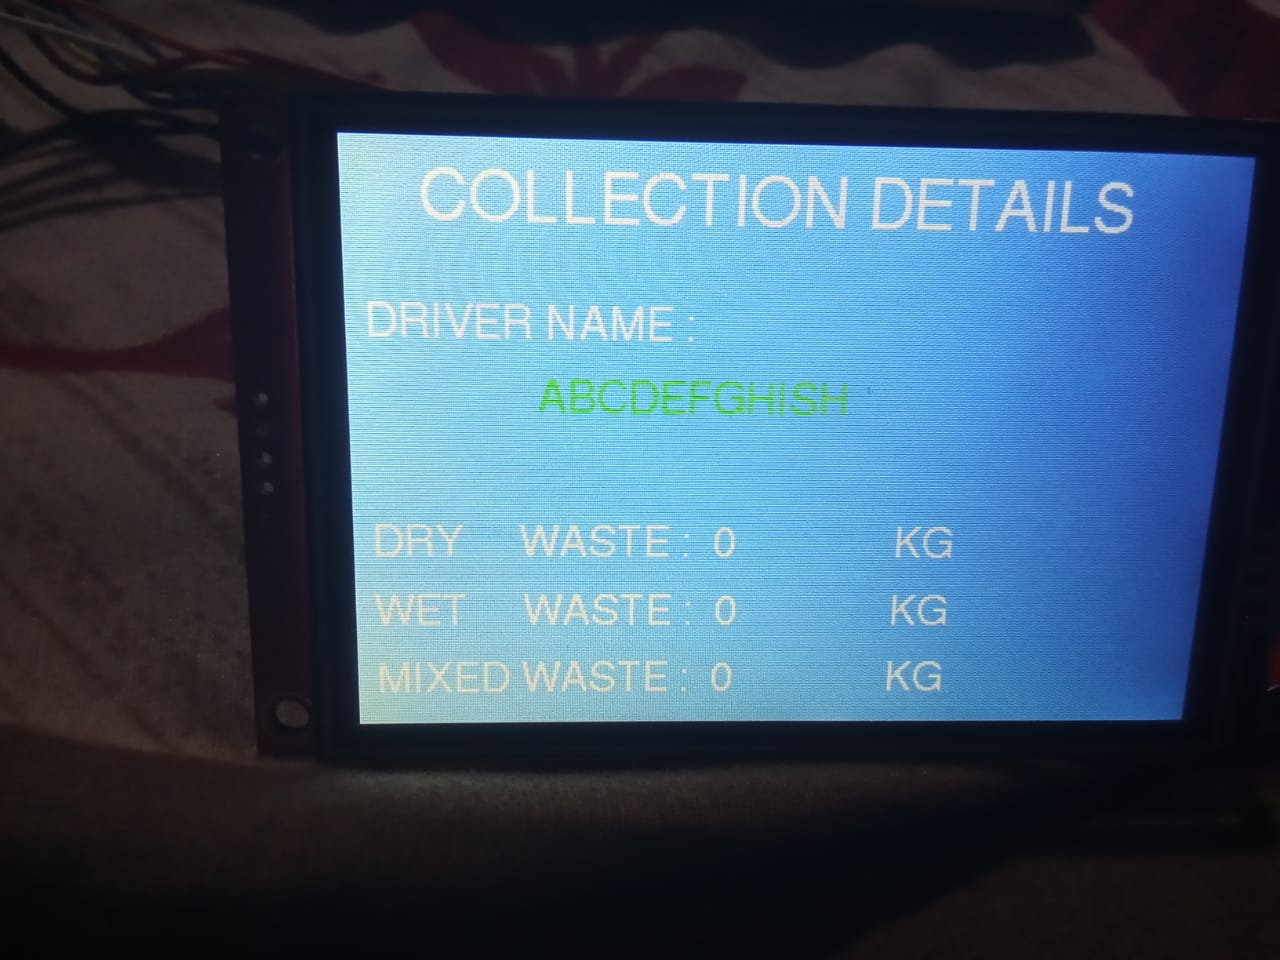 COLLECTION DETAILS
DRIVER NAME :
ABCDEFGHISH
DRY WASTE : 0 KG
WET WASTE : 0 KG
MIXED WASTE : 0 KG